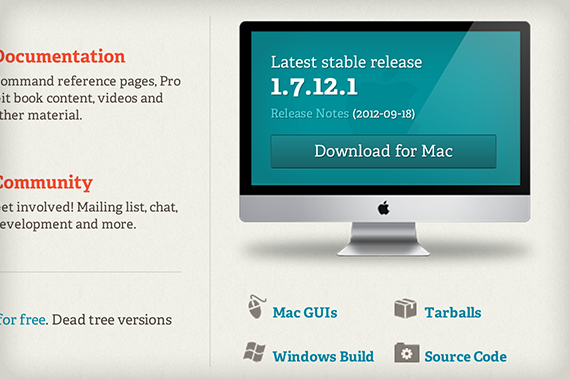 Documentation
ommand reference pages, Pro
it book content, videos and
ther material.
Community
et involved! Mailing list, chat,
evelopment and more.
for free. Dead tree versions
Latest stable release
1.7.12.1
Release Notes (2012-09-18)
Download for Mac
Mac GUIs
Tarballs
Windows Build
Source Code